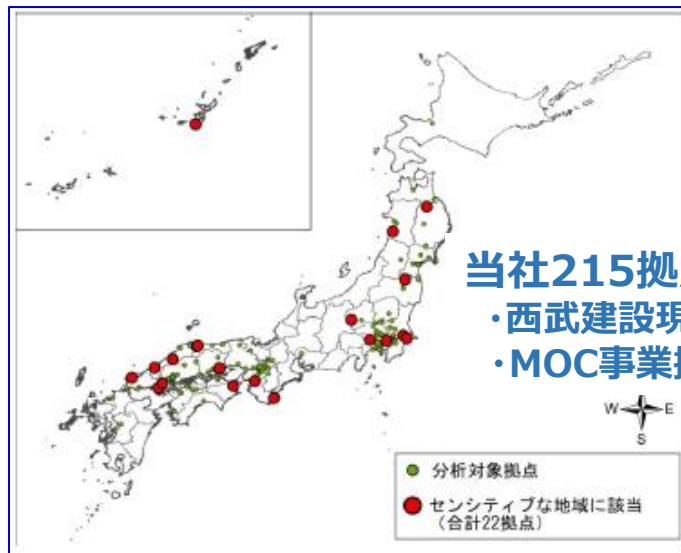 当社215拠
・西武建設現
・MOC事業
W E
S
分析対象拠点
センシティブな地域に該当
(合計22拠点)